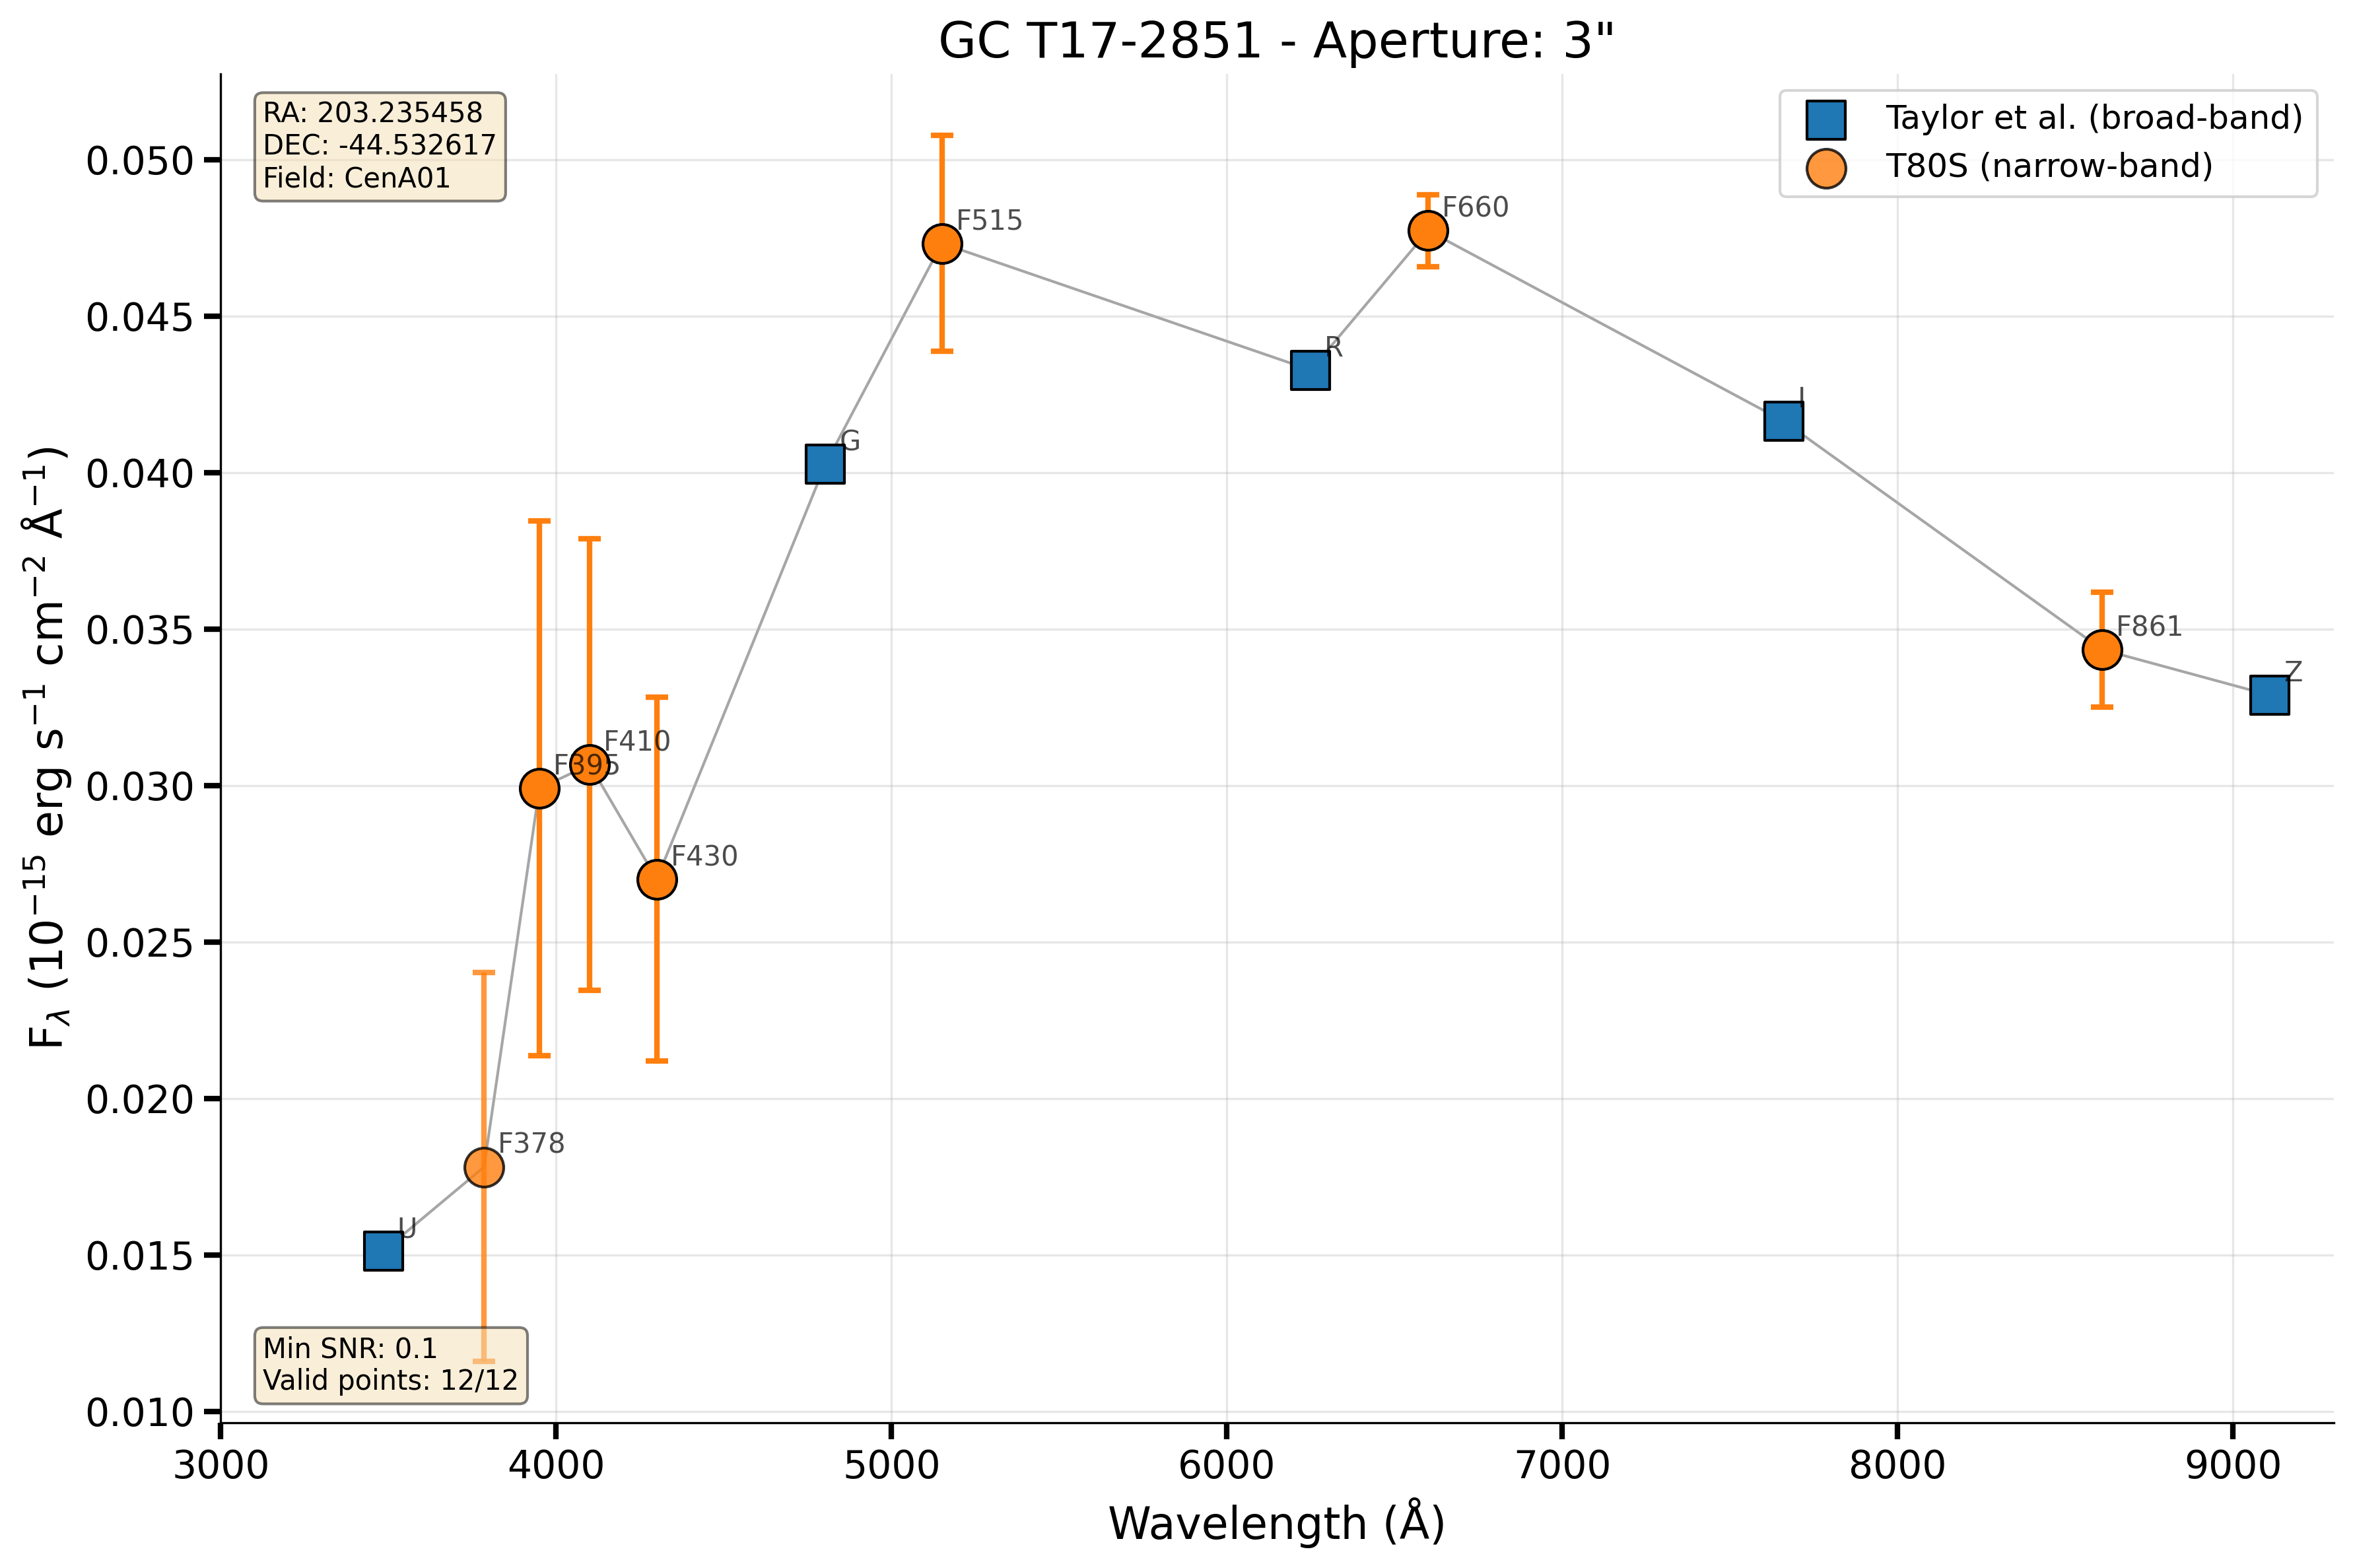 GC T17-2851 - Aperture: 3"
RA: 203.235458
DEC: -44.532617
Field: CenA01
Taylor et al. (broad-band)
T80S (narrow-band)
F515
F660
R
I
G
F861
Z
F410
F395
F430
F378
U
Min SNR: 0.1
Valid points: 12/12
0.050
0.045
0.040
0.035
0.030
0.025
0.020
0.015
0.010
F_λ (10⁻¹⁵ erg s⁻¹ cm⁻² Å⁻¹)
3000 4000 5000 6000 7000 8000 9000
Wavelength (Å)